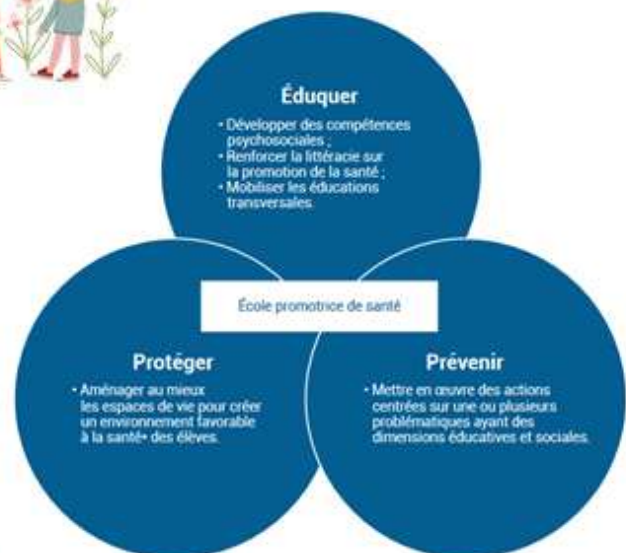 Éduquer
• Développer des compétences
psychosociales ;
• Renforcer la littéracie sur
la promotion de la santé ;
• Mobiliser les éducations
transversales.
École promotrice de santé
Protéger
• Aménager au mieux
les espaces de vie pour créer
un environnement favorable
à la santé• des élèves.
Prévenir
• Mettre en œuvre des actions
centrées sur une ou plusieurs
problématiques ayant des
dimensions éducatives et sociales.